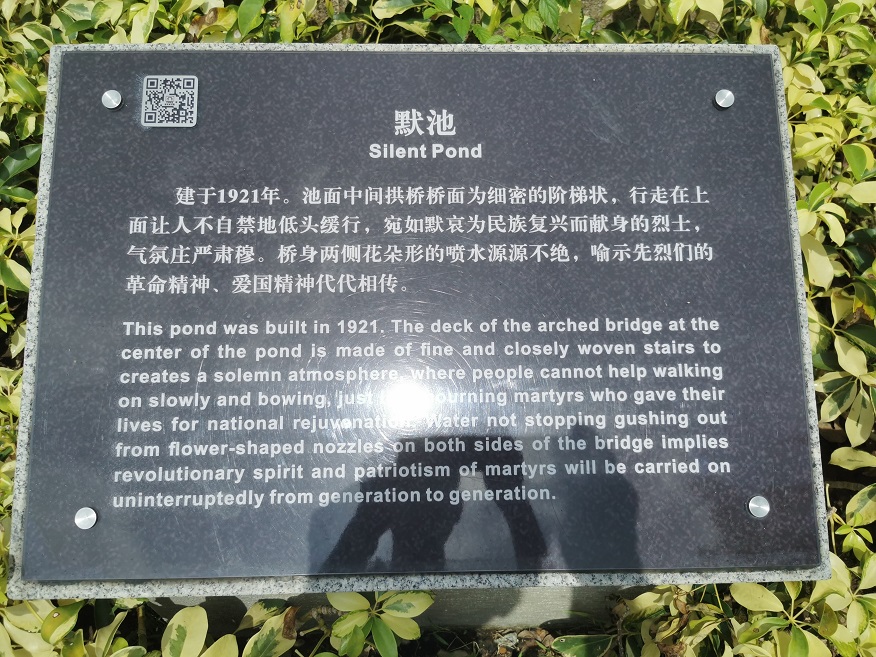 默池
Silent Pond
建于1921年。池面中间拱桥桥面为细密的阶梯状，行走在上
面让人不自禁地低头缓行，宛如默哀为民族复兴而献身的烈士，
气氛庄严肃穆。桥身两侧花朵形的喷水源源不绝，喻示先烈们的
革命精神、爱国精神代代相传。
This pond was built in 1921. The deck of the arched bridge at the
center of the pond is made of fine and closely woven stairs to
creates a solemn atmosphere, where people cannot help walking
on slowly and bowing, just mourning martyrs who gave their
lives for national rejuvenation. Water not stopping gushing out
from flower-shaped nozzles on both sides of the bridge implies
revolutionary spirit and patriotism of martyrs will be carried on
uninterruptedly from generation to generation.